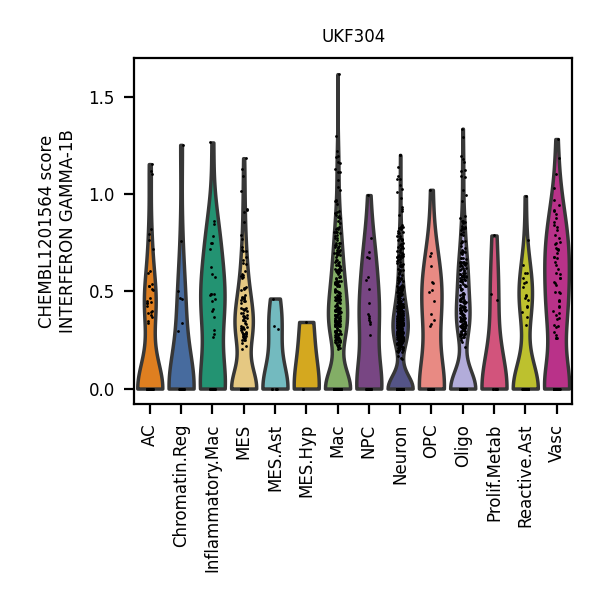 UKF304
CHEMBL1201564 score
INTERFERON GAMMA-1B
1.5
1.0
0.5
0.0
AC
Chromatin.Reg
Inflammatory.Mac
MES
MES.Ast
MES.Hyp
Mac
NPC
Neuron
OPC
Oligo
Prolif.Metab
Reactive.Ast
Vasc